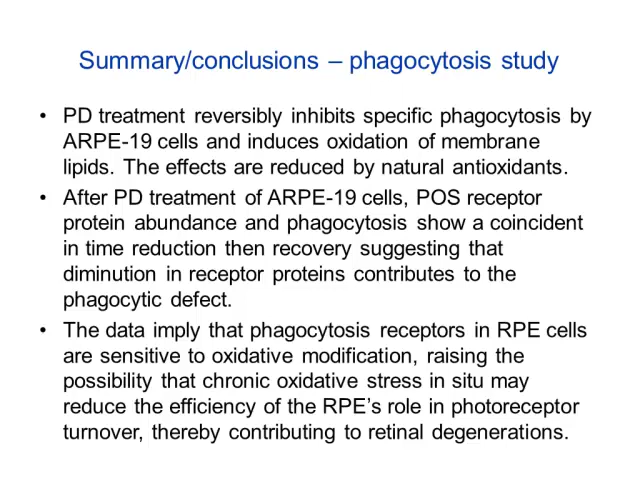 Summary/conclusions – phagocytosis study
• PD treatment reversibly inhibits specific phagocytosis by
ARPE-19 cells and induces oxidation of membrane
lipids. The effects are reduced by natural antioxidants.
• After PD treatment of ARPE-19 cells, POS receptor
protein abundance and phagocytosis show a coincident
in time reduction then recovery suggesting that
diminution in receptor proteins contributes to the
phagocytic defect.
• The data imply that phagocytosis receptors in RPE cells
are sensitive to oxidative modification, raising the
possibility that chronic oxidative stress in situ may
reduce the efficiency of the RPE’s role in photoreceptor
turnover, thereby contributing to retinal degenerations.